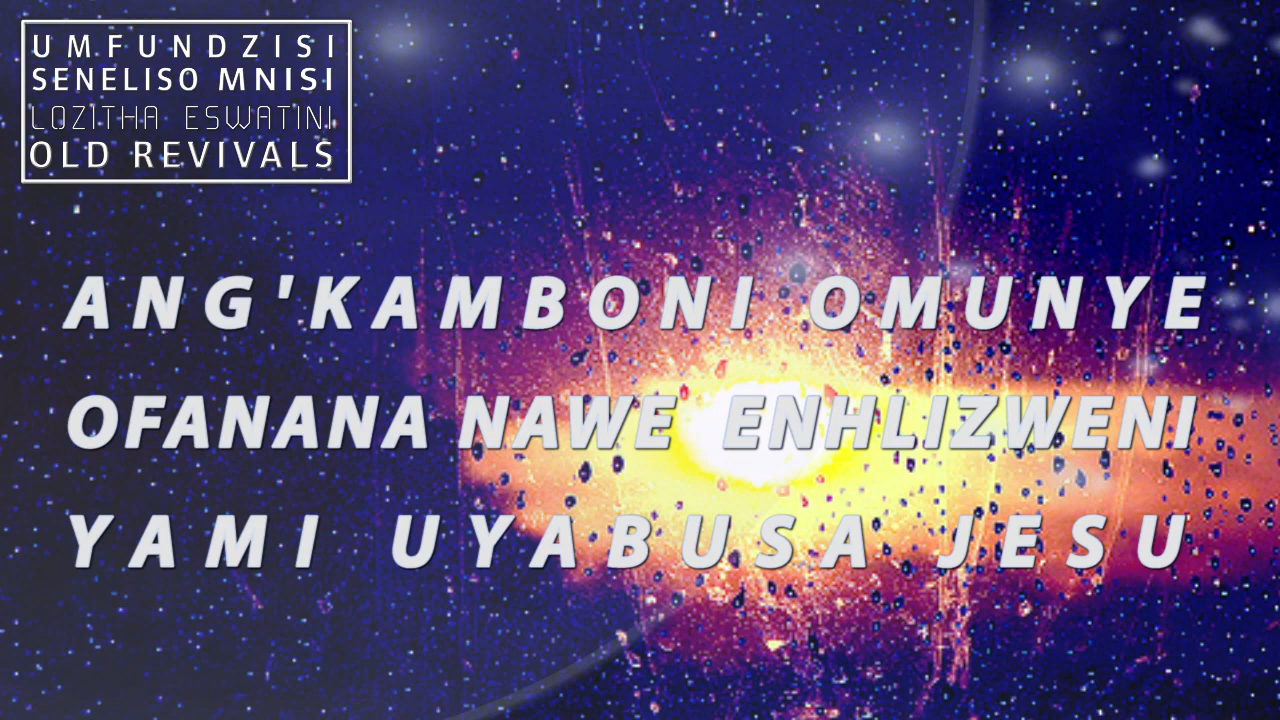 UMFUNDZISI
SENELISO MNISI
LOZITHA ESWATINI
OLD REVIVALS
ANG'KAMBONI OMUNYE
OFANANA NAWE ENHLIZWENI
YAMI UYABUSA JESU